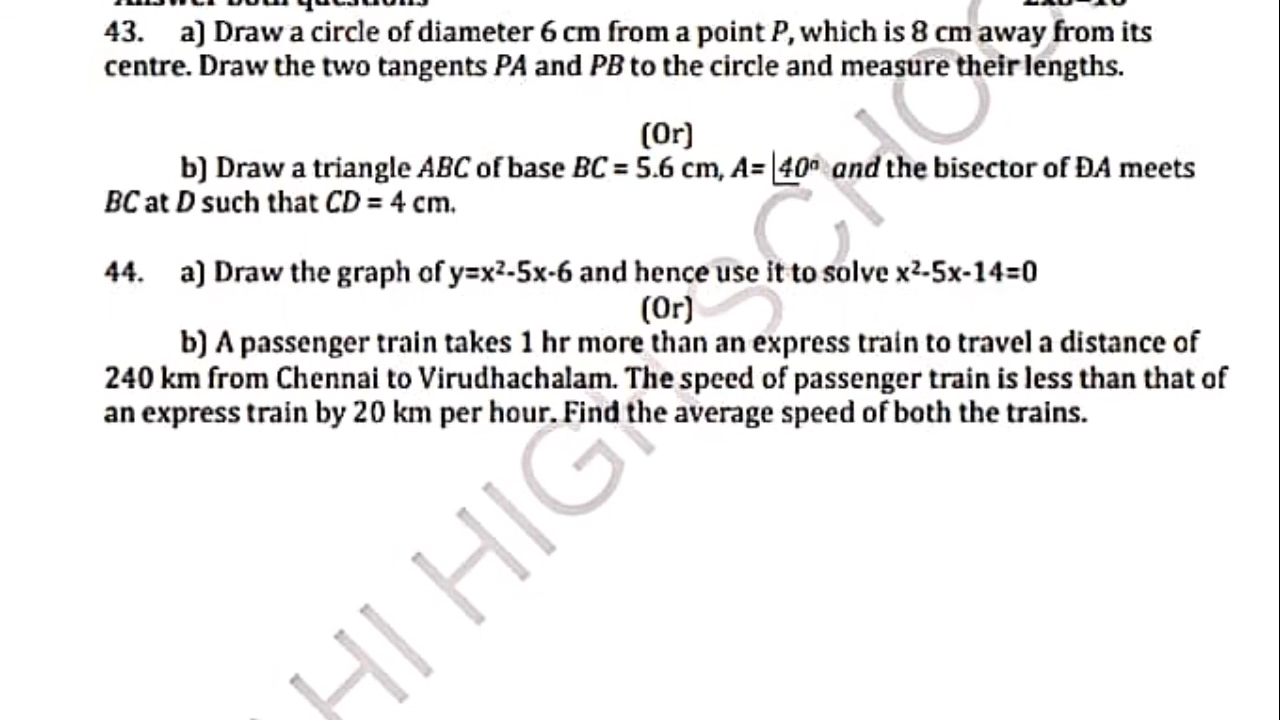 43. a) Draw a circle of diameter 6 cm from a point P, which is 8 cm away from its
centre. Draw the two tangents PA and PB to the circle and measure their lengths.
(Or)
b) Draw a triangle ABC of base BC = 5.6 cm, A= |40° and the bisector of ÐA meets
BC at D such that CD = 4 cm.
44. a) Draw the graph of y=x²-5x-6 and hence use it to solve x²-5x-14=0
(Or)
b) A passenger train takes 1 hr more than an express train to travel a distance of
240 km from Chennai to Virudhachalam. The speed of passenger train is less than that of
an express train by 20 km per hour. Find the average speed of both the trains.
HIGH